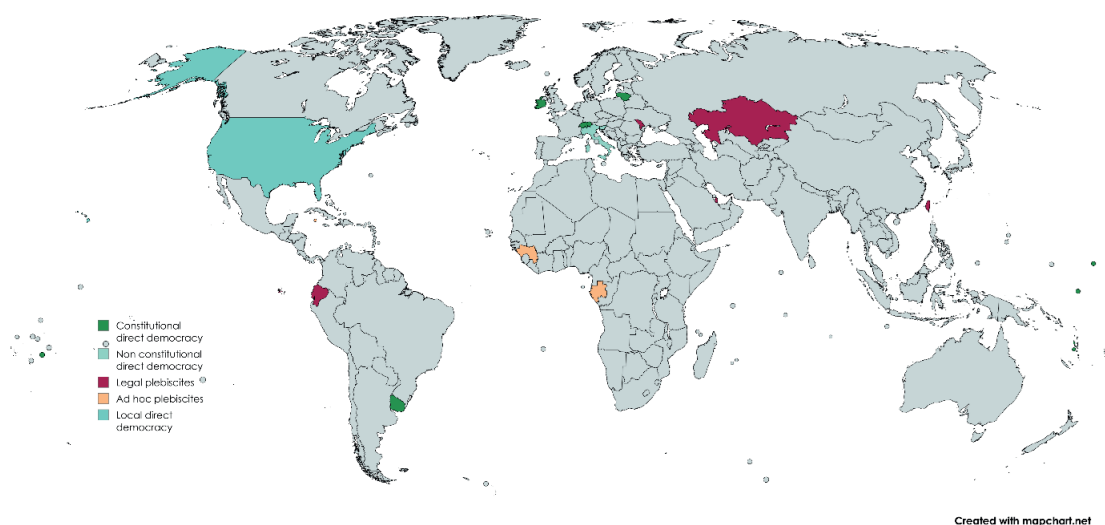 Constitutional
direct democracy
Non constitutional
direct democracy
Legal plebiscites
Ad hoc plebiscites
Local direct
democracy
Created with mapchart.net